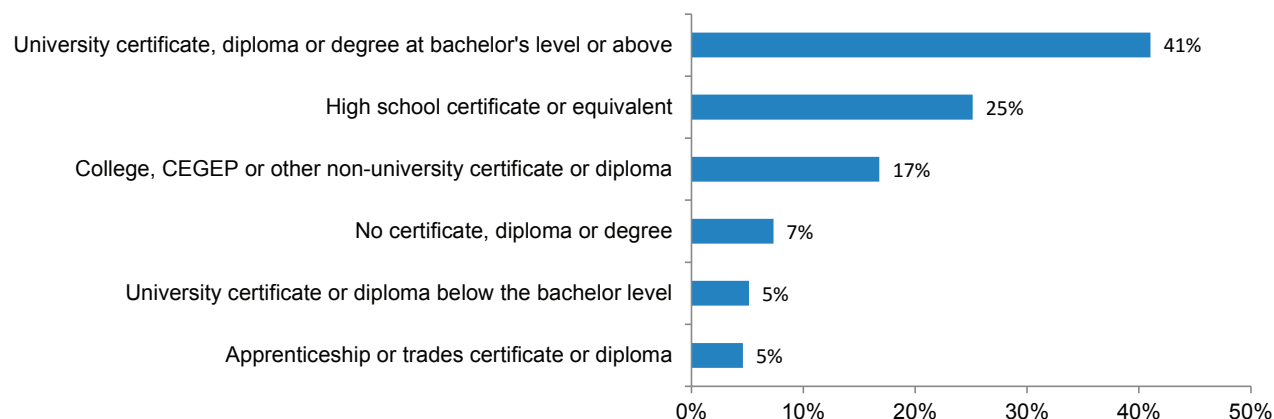 University certificate, diploma or degree at bachelor's level or above 41%
High school certificate or equivalent 25%
College, CEGEP or other non-university certificate or diploma 17%
No certificate, diploma or degree 7%
University certificate or diploma below the bachelor level 5%
Apprenticeship or trades certificate or diploma 5%
0% 10% 20% 30% 40% 50%